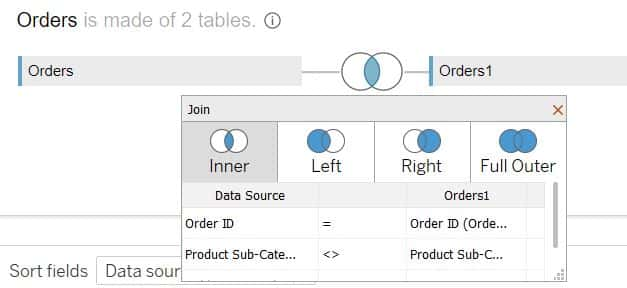 Orders is made of 2 tables. ⓘ
Orders Orders1
Join ×
Inner Left Right Full Outer
Data Source Orders1
Order ID = Order ID (Orde...
Product Sub-Cate... <> Product Sub-C...
Sort fields Data sour